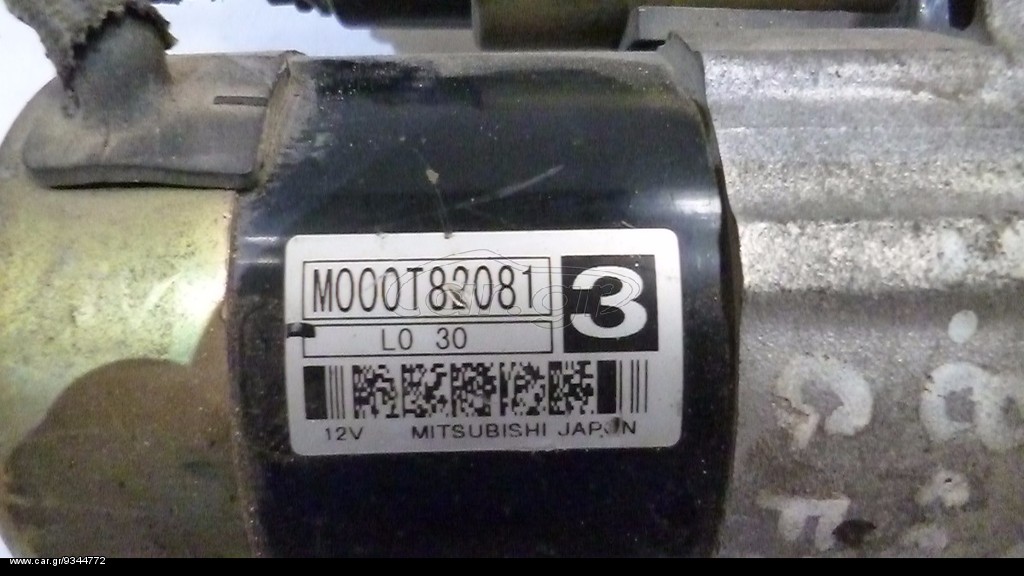 M000T82081
3
L0 30
12V MITSUBISHI JAPAN
www.car.gr/9344772